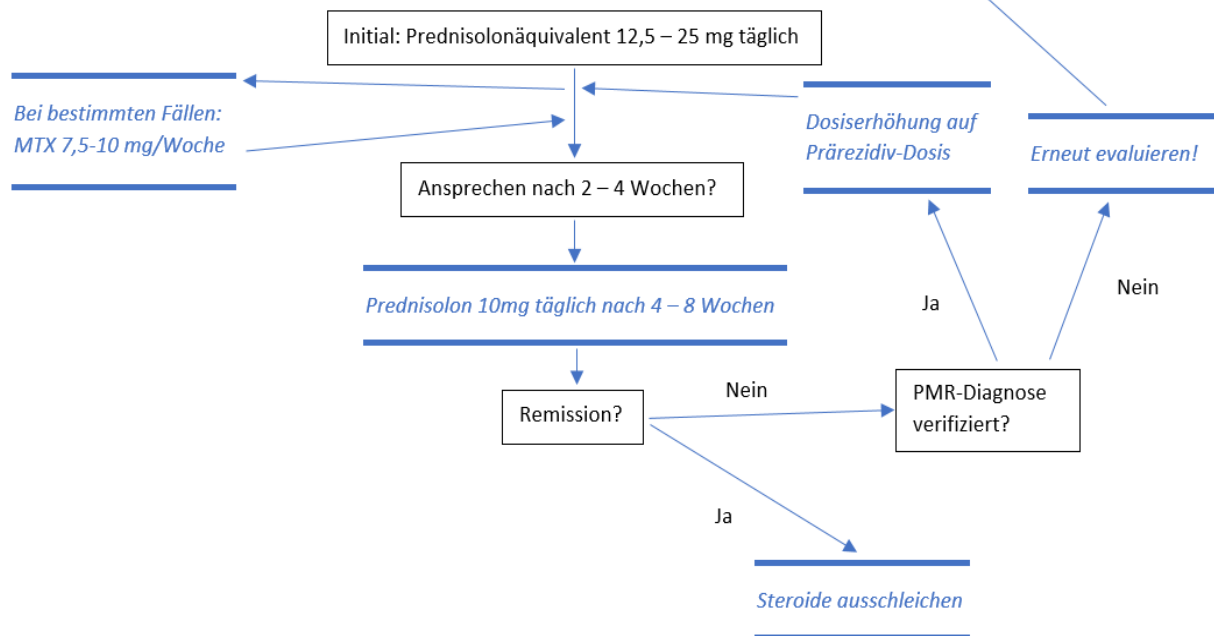 Initial: Prednisolonäquivalent 12,5 – 25 mg täglich
Bei bestimmten Fällen:
MTX 7,5-10 mg/Woche
Dosiserhöhung auf
Prärezidiv-Dosis
Erneut evaluieren!
Ansprechen nach 2 – 4 Wochen?
Prednisolon 10mg täglich nach 4 – 8 Wochen
Ja
Nein
Remission?
Nein
PMR-Diagnose
verifiziert?
Ja
Steroide ausschleichen